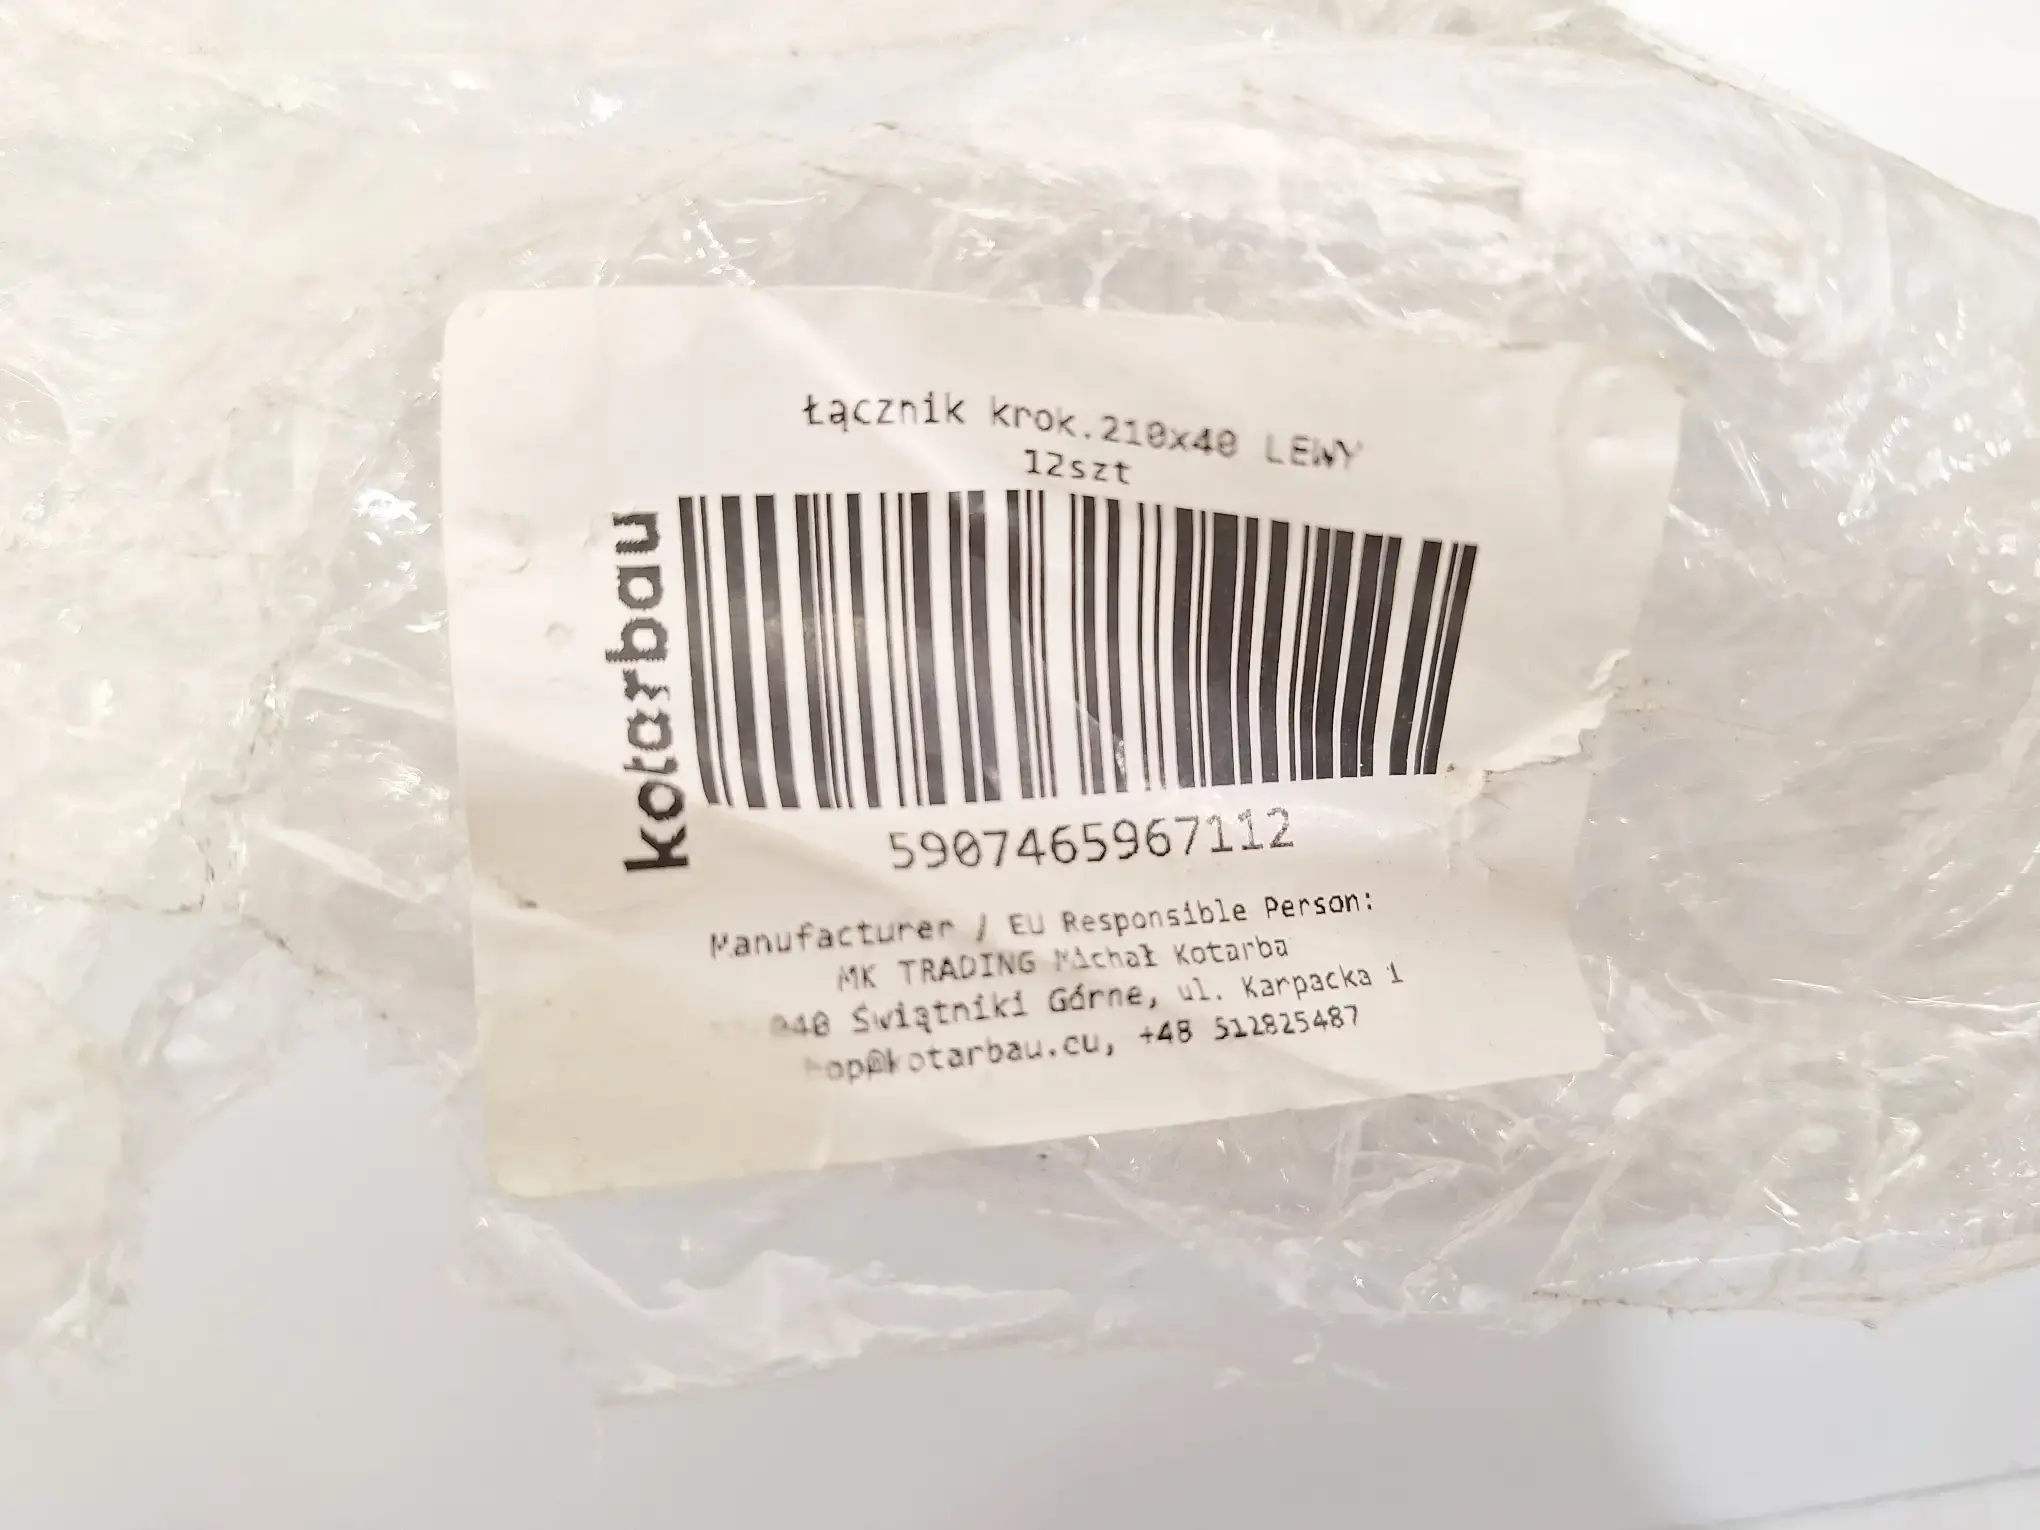 Łącznik krok.210x40 LEWY
12szt
kotarbau
5907465967112
Manufacturer / EU Responsible Person:
MK TRADING Michał Kotarba
040 Świątniki Górne, ul. Karpacka 1
+48 512825487